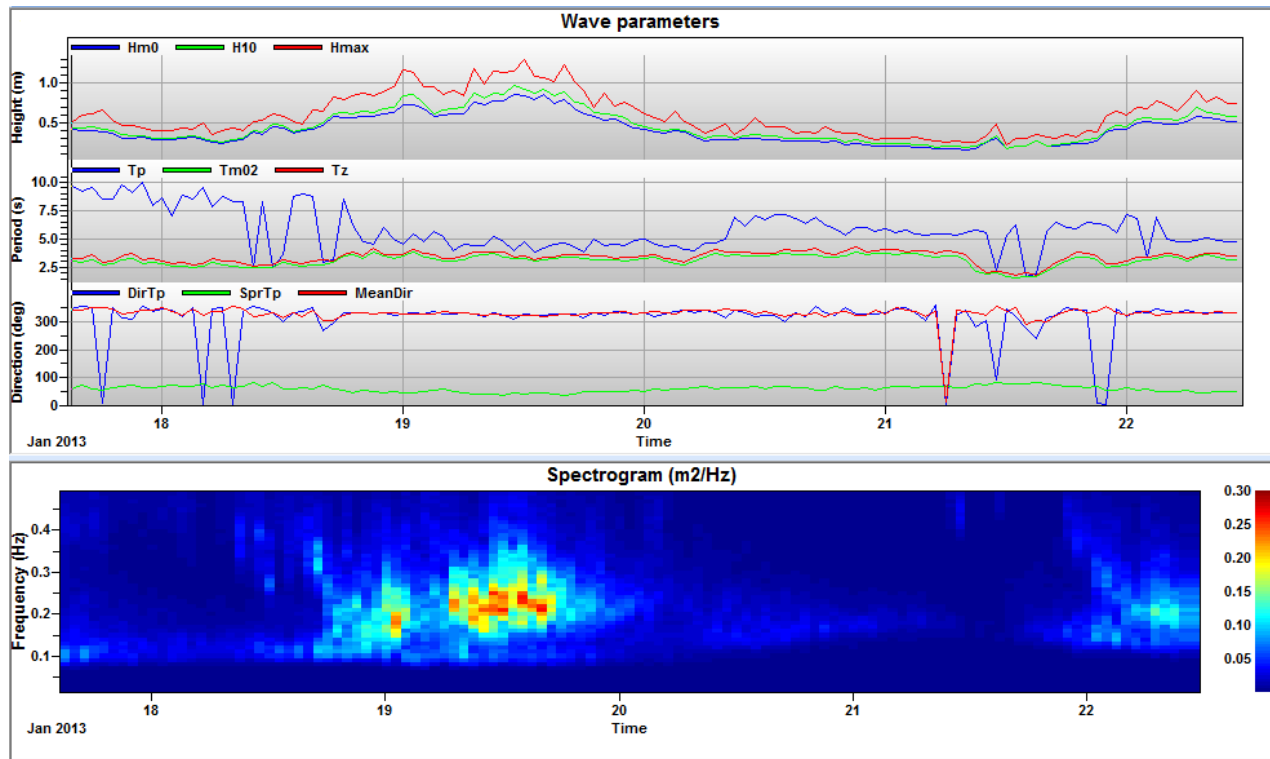 Wave parameters
Hm0 H10 Hmax
Height (m)
1.0
0.5
Tp Tm02 Tz
Period (s)
10.0
7.5
5.0
2.5
DirTp SprTp MeanDir
Direction (deg)
300
200
100
0
18 19 20 21 22
Jan 2013 Time
Spectrogram (m2/Hz)
Frequency (Hz)
0.4
0.3
0.2
0.1
0.30
0.25
0.20
0.15
0.10
0.05
18 19 20 21 22
Jan 2013 Time